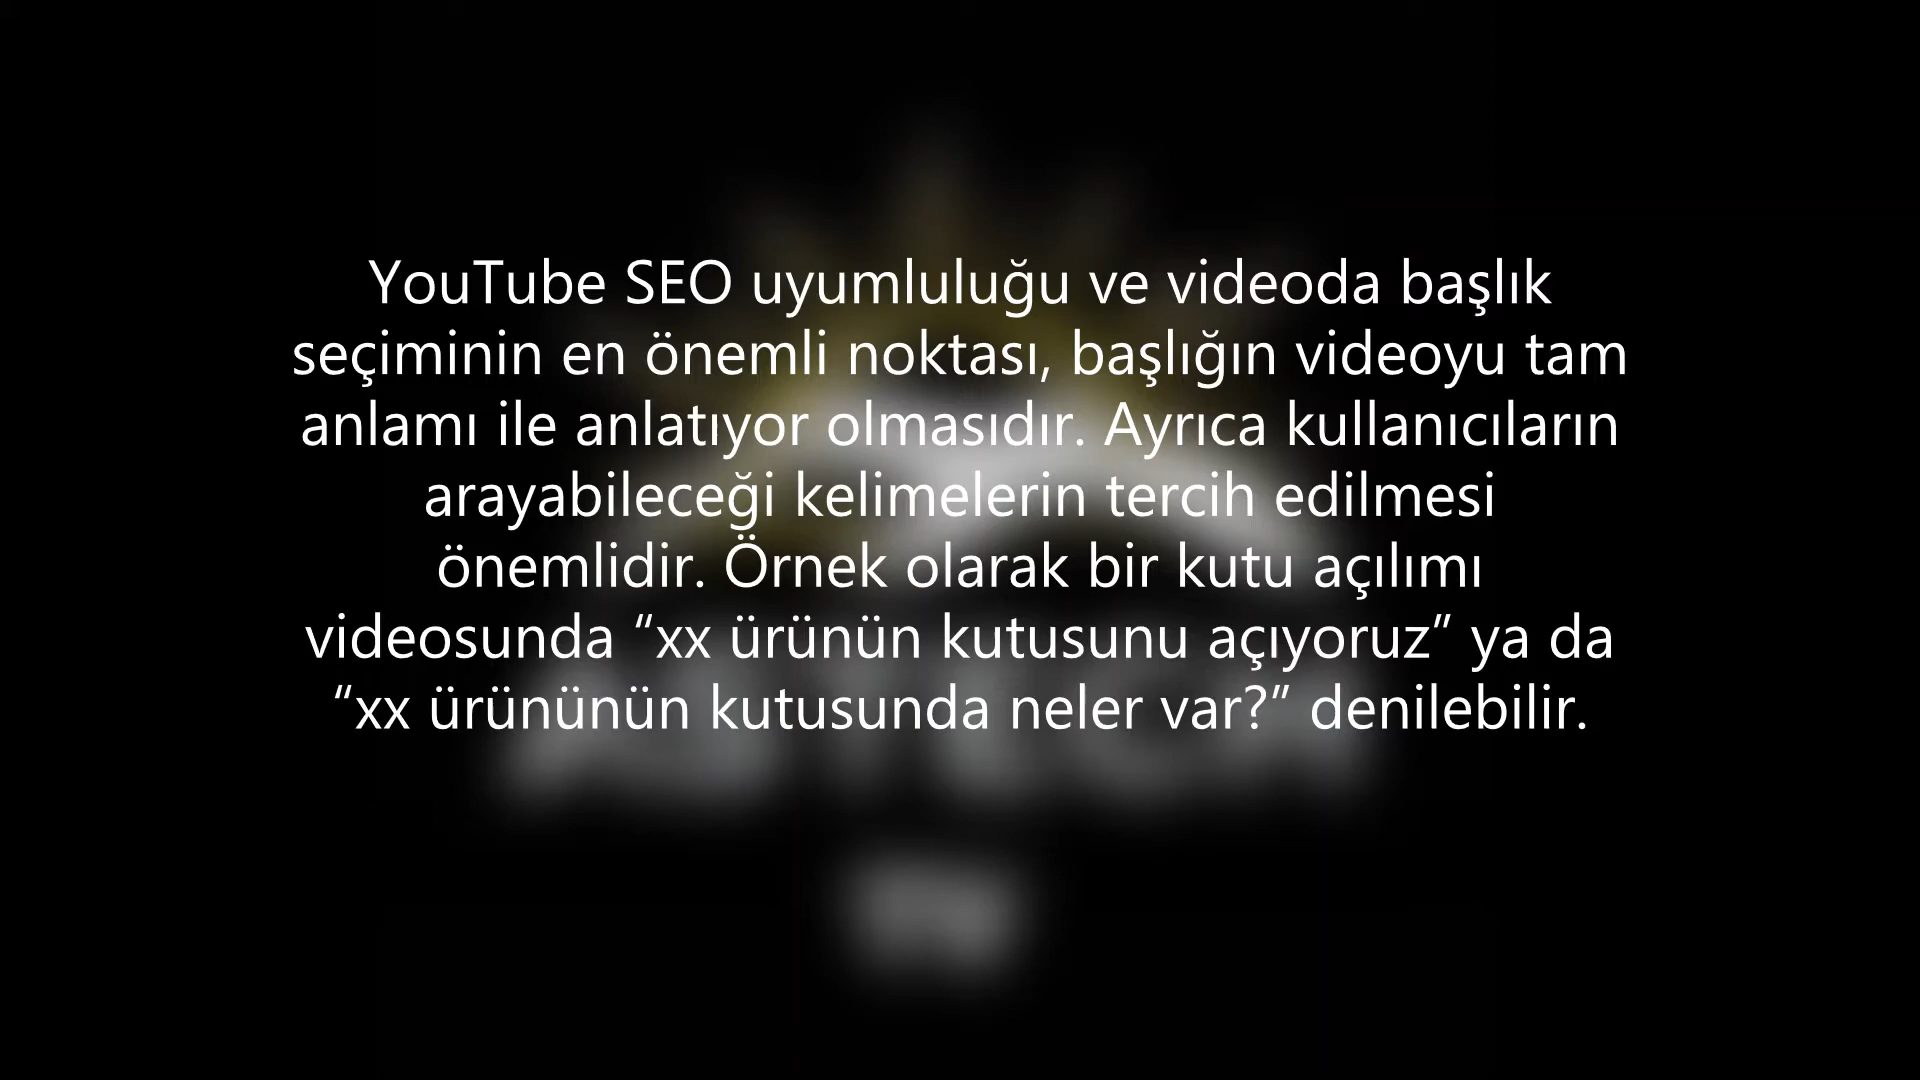 YouTube SEO uyumluluğu ve videoda başlık
seçiminin en önemli noktası, başlığın videoyu tam
anlamı ile anlatıyor olmasıdır. Ayrıca kullanıcıların
arayabileceği kelimelerin tercih edilmesi
önemlidir. Örnek olarak bir kutu açılımı
videosunda “xx ürünün kutusunu açıyoruz” ya da
“xx ürününün kutusunda neler var?” denilebilir.